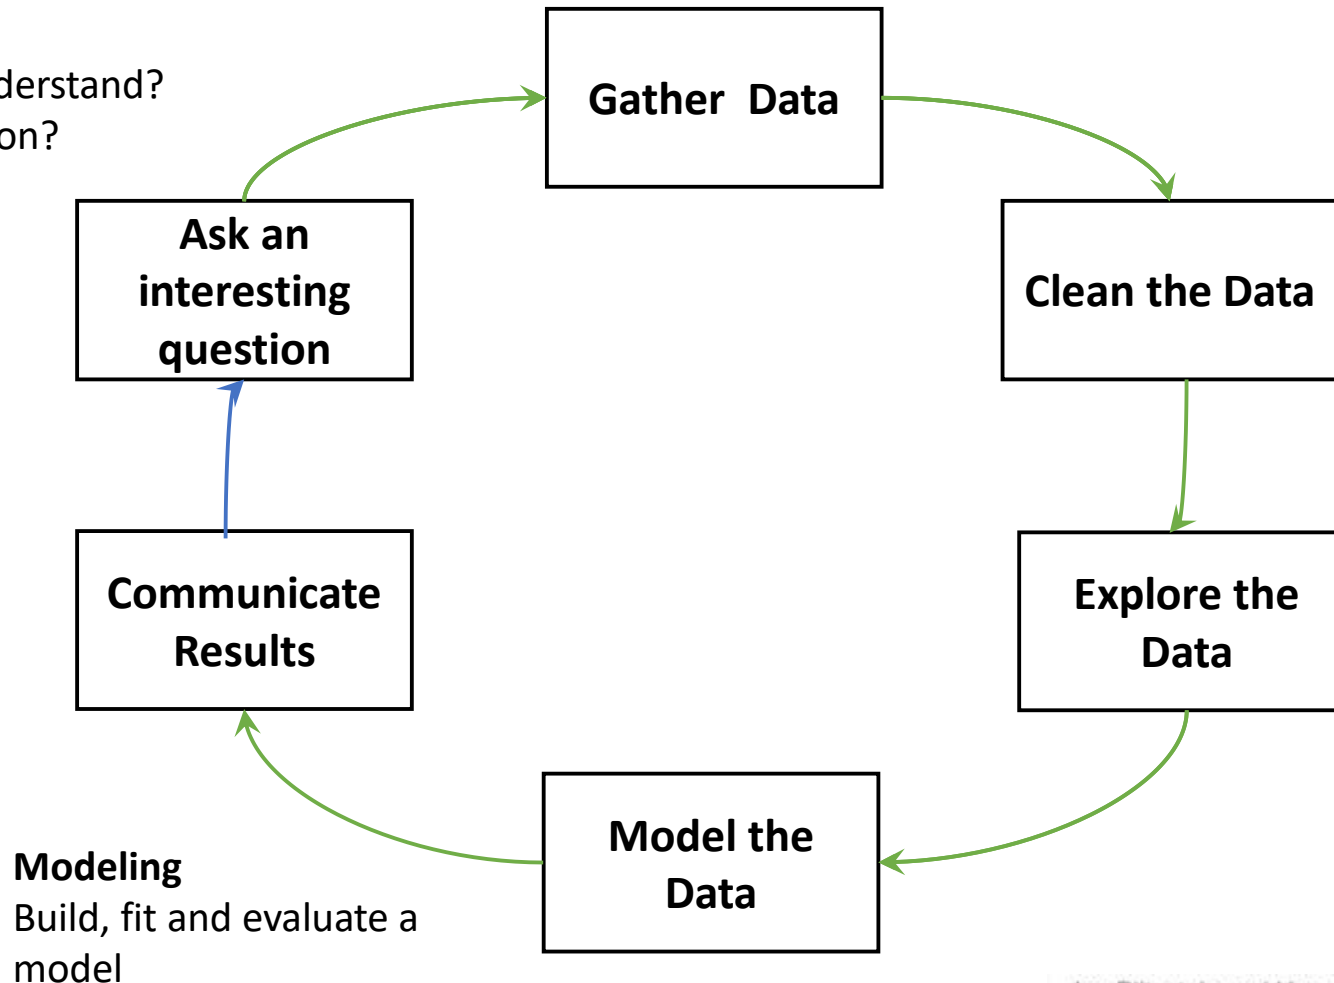 derstand?
on?
Gather Data
Ask an
interesting
question
Clean the Data
Communicate
Results
Explore the
Data
Model the
Data
Modeling
Build, fit and evaluate a
model